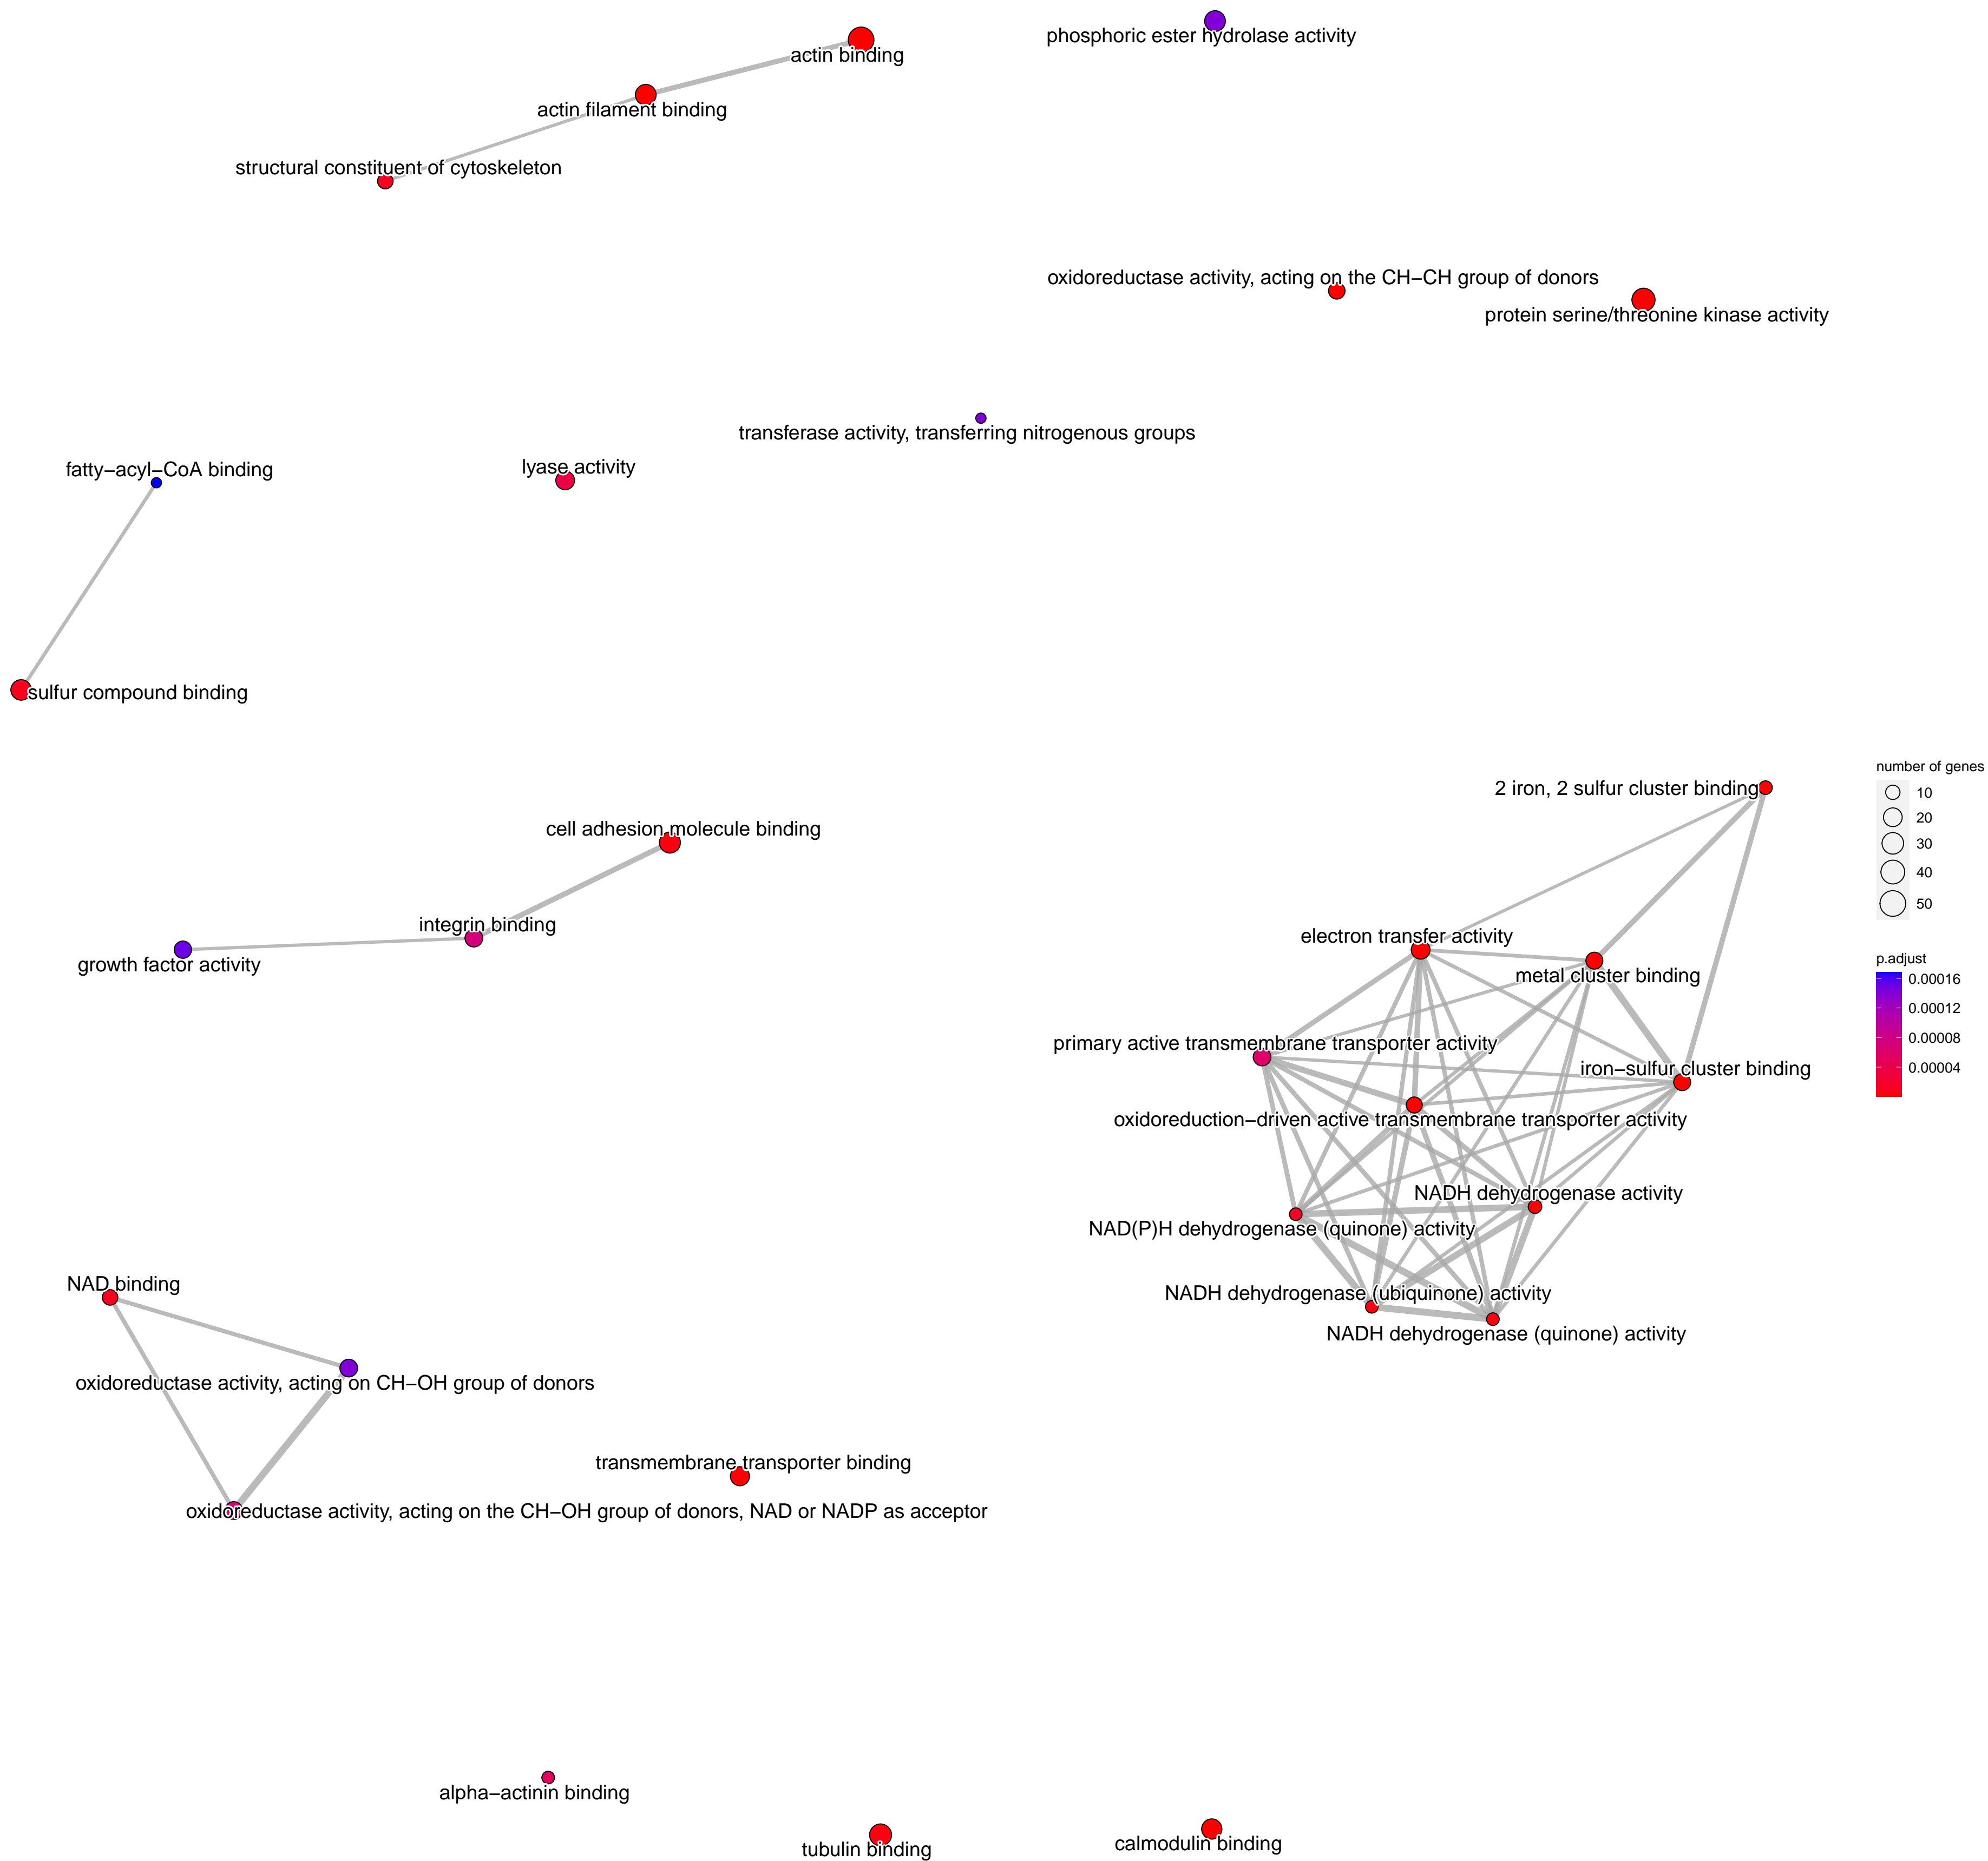 phosphoric ester hydrolase activity
actin binding
actin filament binding
structural constituent of cytoskeleton
oxidoreductase activity, acting on the CH−CH group of donors
protein serine/threonine kinase activity
transferase activity, transferring nitrogenous groups
fatty−acyl−CoA binding
lyase activity
sulfur compound binding
number of genes
10
20
30
40
50
2 iron, 2 sulfur cluster binding
cell adhesion molecule binding
integrin binding
growth factor activity
electron transfer activity
metal cluster binding
p.adjust
0.00016
0.00012
0.00008
0.00004
primary active transmembrane transporter activity
iron−sulfur cluster binding
oxidoreduction−driven active transmembrane transporter activity
NADH dehydrogenase activity
NAD(P)H dehydrogenase (quinone) activity
NADH dehydrogenase (ubiquinone) activity
NADH dehydrogenase (quinone) activity
NAD binding
oxidoreductase activity, acting on CH−OH group of donors
transmembrane transporter binding
oxidoreductase activity, acting on the CH−OH group of donors, NAD or NADP as acceptor
alpha−actinin binding
tubulin binding
calmodulin binding